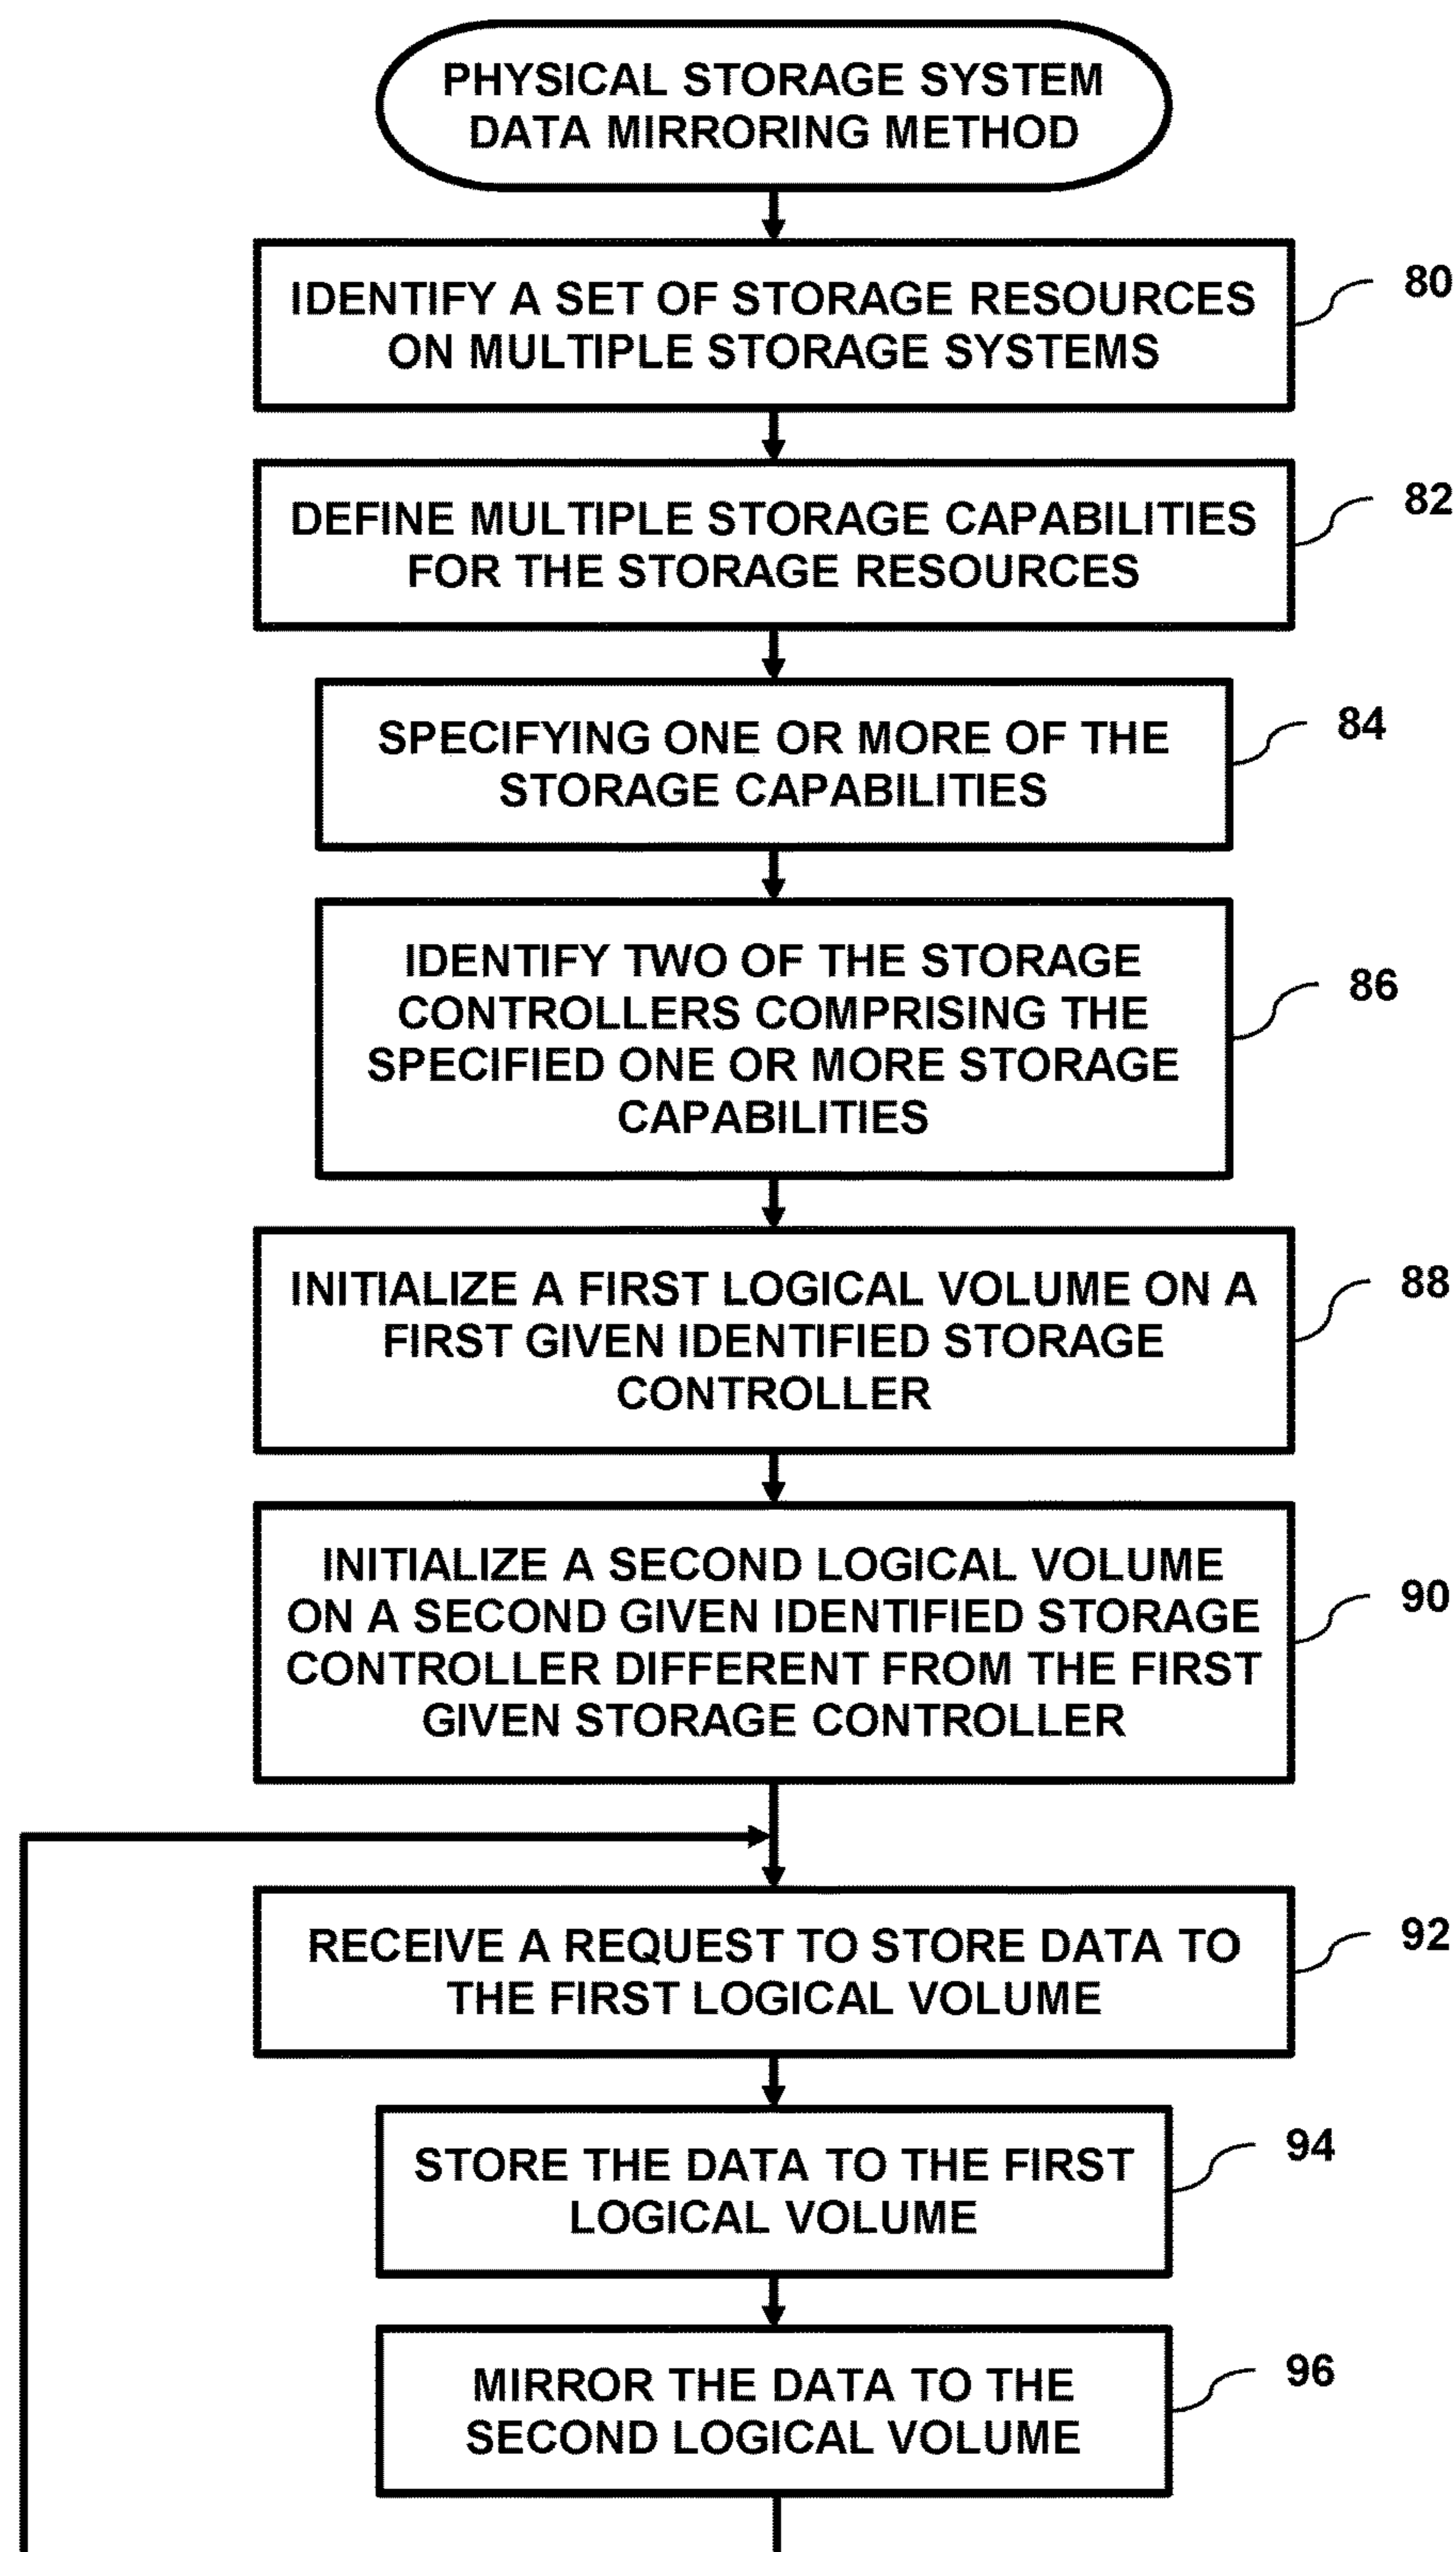 PHYSICAL STORAGE SYSTEM
DATA MIRRORING METHOD
IDENTIFY A SET OF STORAGE RESOURCES
ON MULTIPLE STORAGE SYSTEMS
80
DEFINE MULTIPLE STORAGE CAPABILITIES
FOR THE STORAGE RESOURCES
82
SPECIFYING ONE OR MORE OF THE
STORAGE CAPABILITIES
84
IDENTIFY TWO OF THE STORAGE
CONTROLLERS COMPRISING THE
SPECIFIED ONE OR MORE STORAGE
CAPABILITIES
86
INITIALIZE A FIRST LOGICAL VOLUME ON A
FIRST GIVEN IDENTIFIED STORAGE
CONTROLLER
88
INITIALIZE A SECOND LOGICAL VOLUME
ON A SECOND GIVEN IDENTIFIED STORAGE
CONTROLLER DIFFERENT FROM THE FIRST
GIVEN STORAGE CONTROLLER
90
RECEIVE A REQUEST TO STORE DATA TO
THE FIRST LOGICAL VOLUME
92
STORE THE DATA TO THE FIRST
LOGICAL VOLUME
94
MIRROR THE DATA TO THE
SECOND LOGICAL VOLUME
96